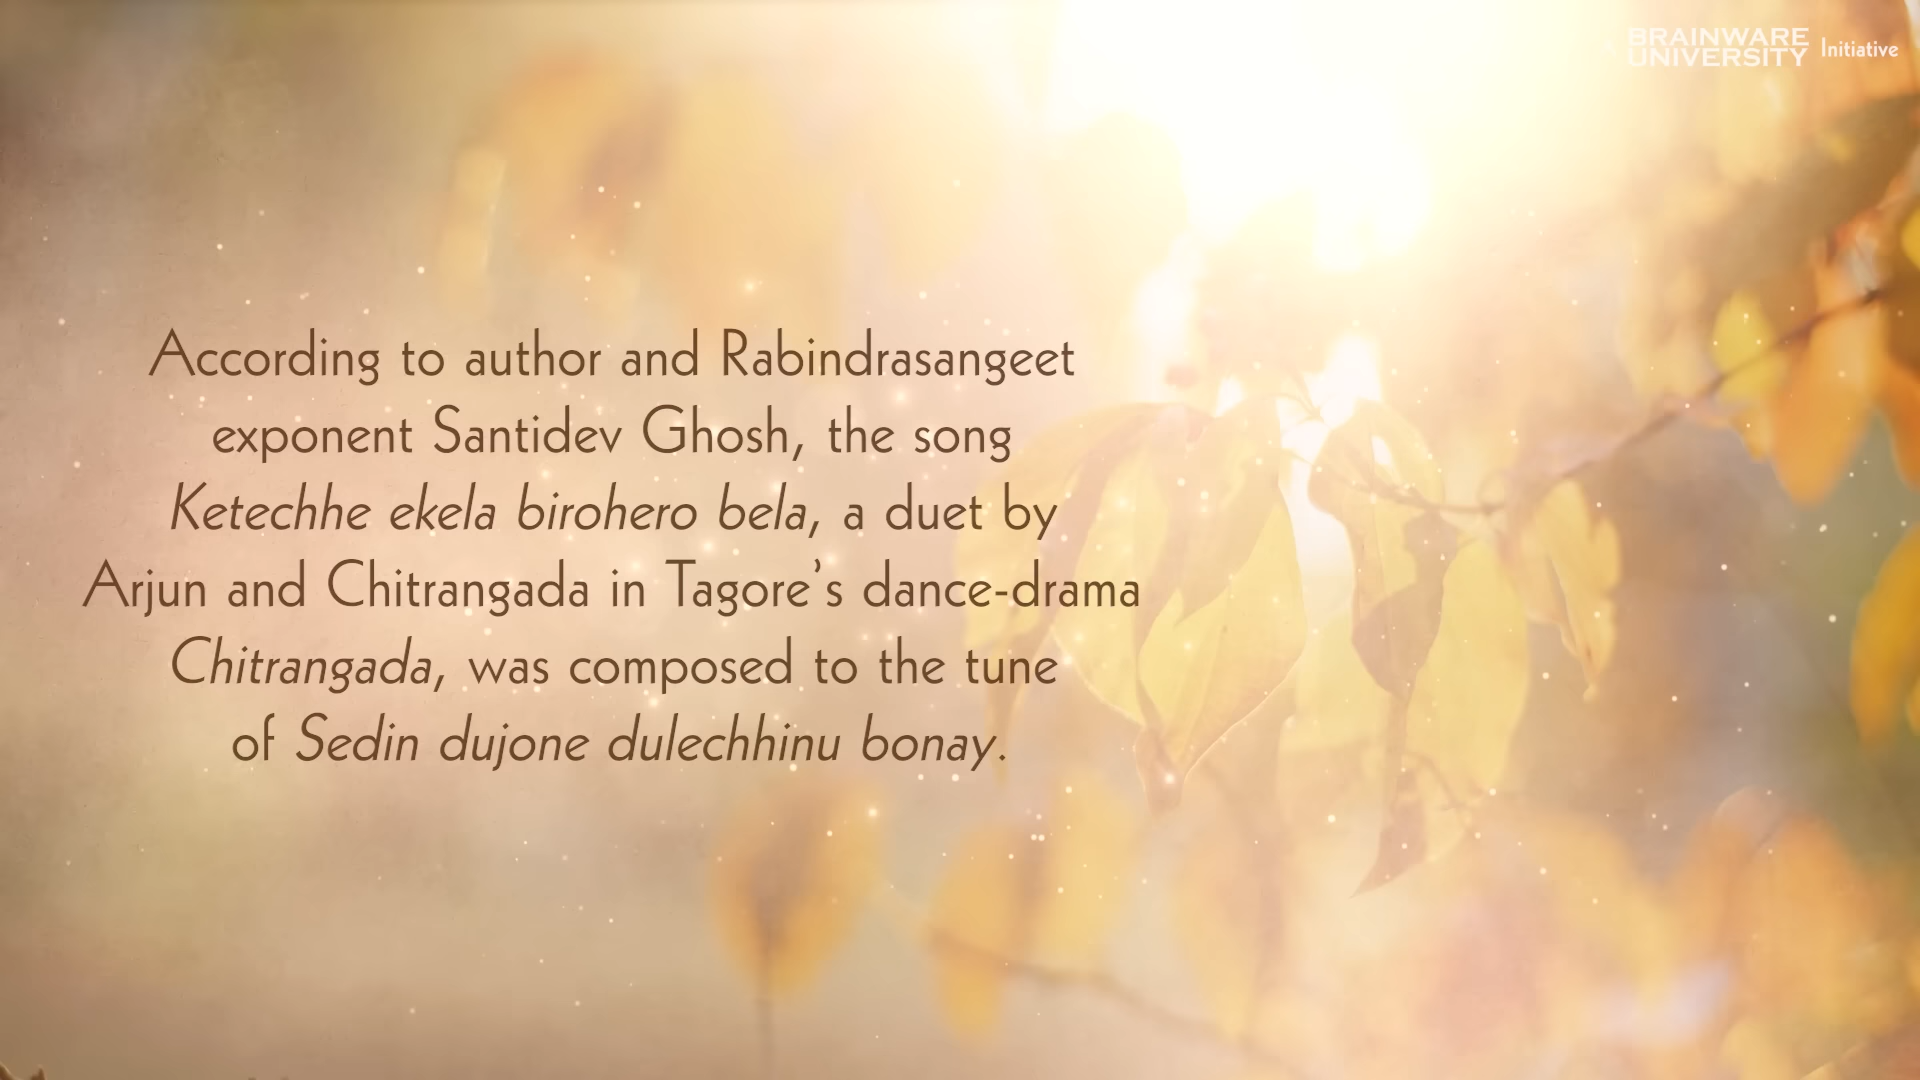 BRAINWARE
UNIVERSITY Initiative
According to author and Rabindrasangeet
exponent Santidev Ghosh, the song
Ketechhe ekela birohero bela, a duet by
Arjun and Chitrangada in Tagore’s dance-drama
Chitrangada, was composed to the tune
of Sedin dujone dulechhinu bonay.